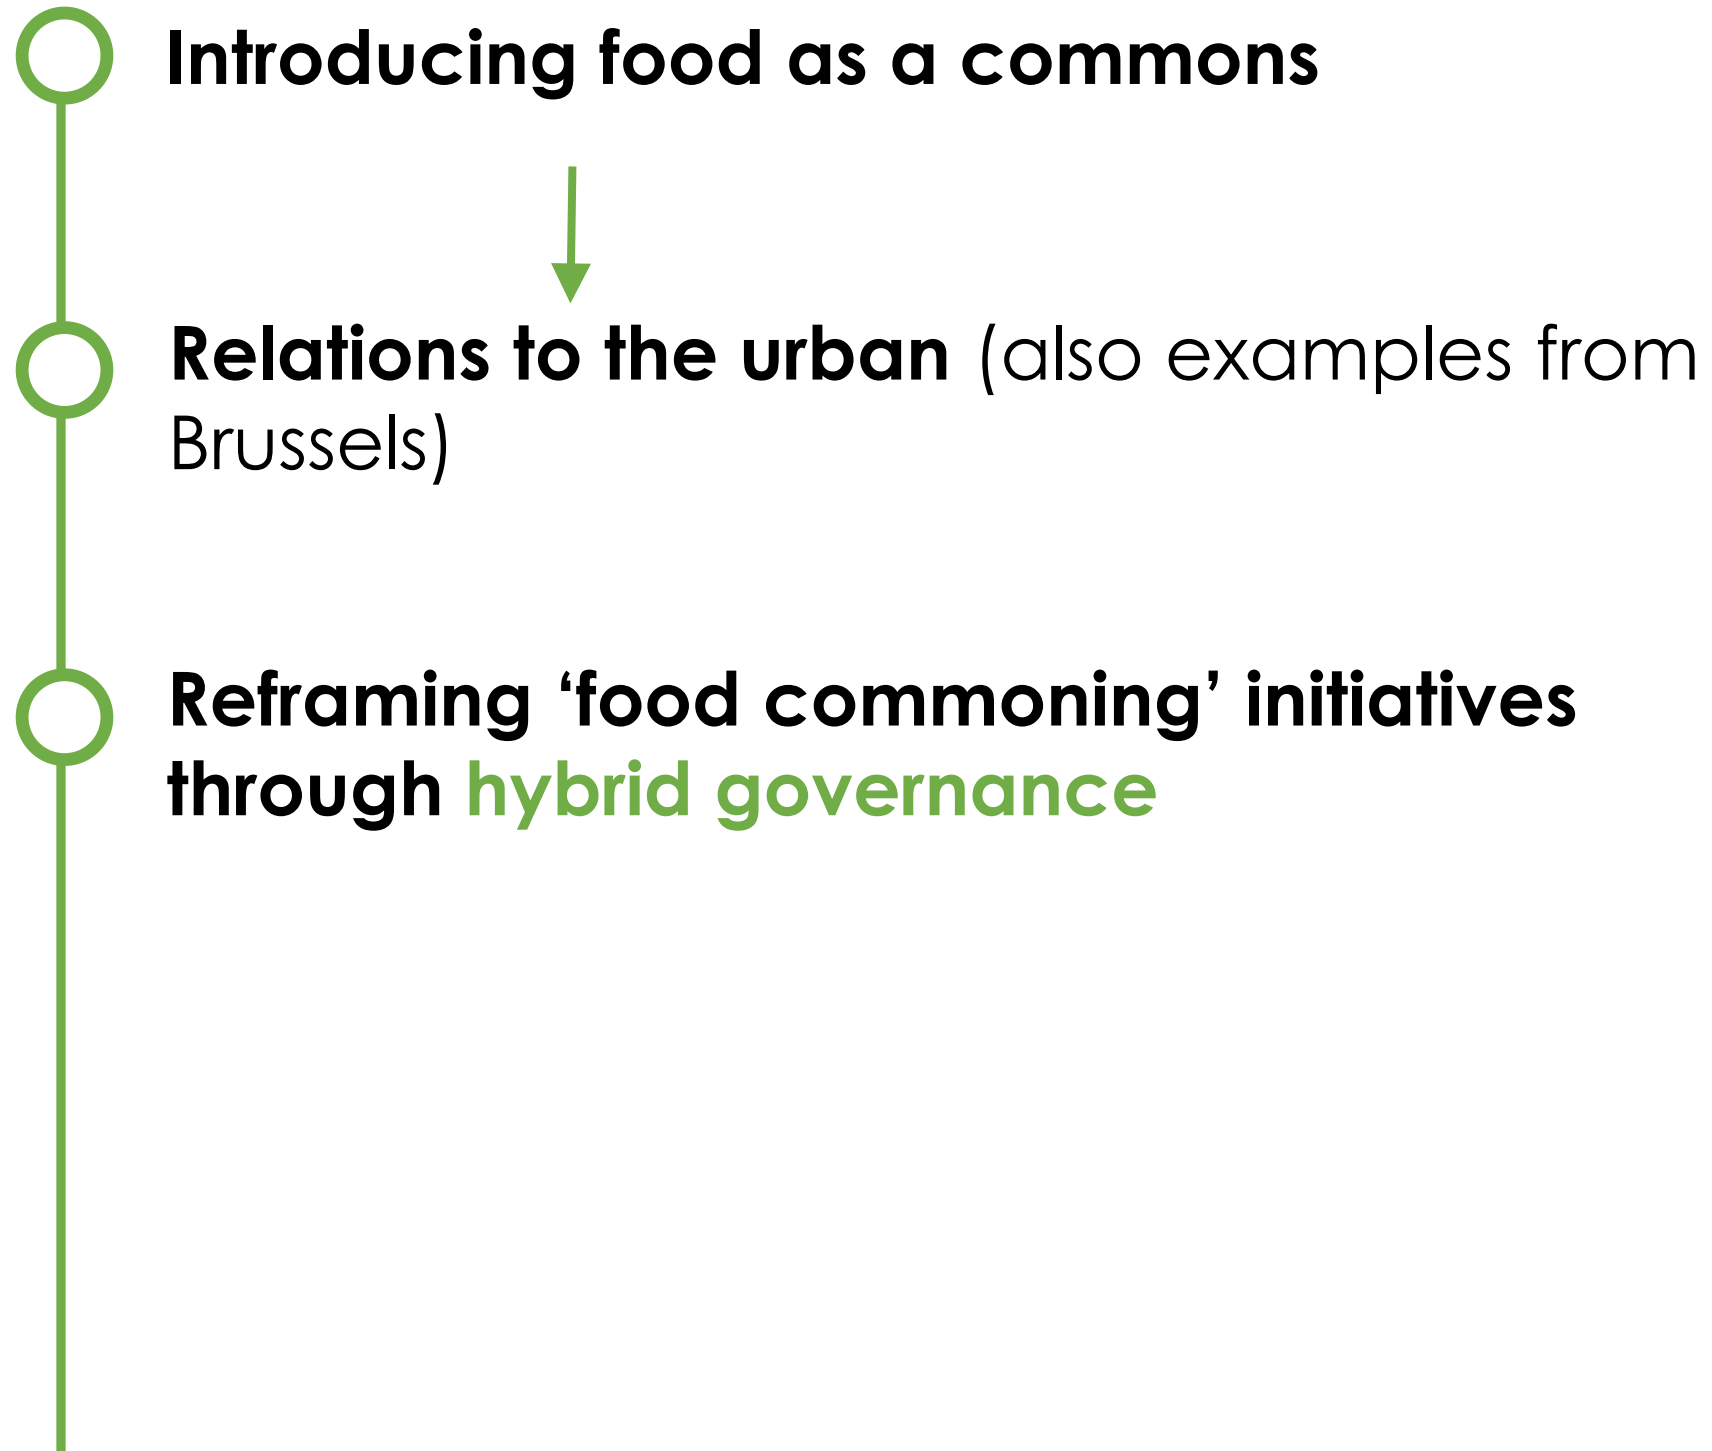 Introducing food as a commons
Relations to the urban (also examples from
Brussels)
Reframing ‘food commoning’ initiatives
through hybrid governance